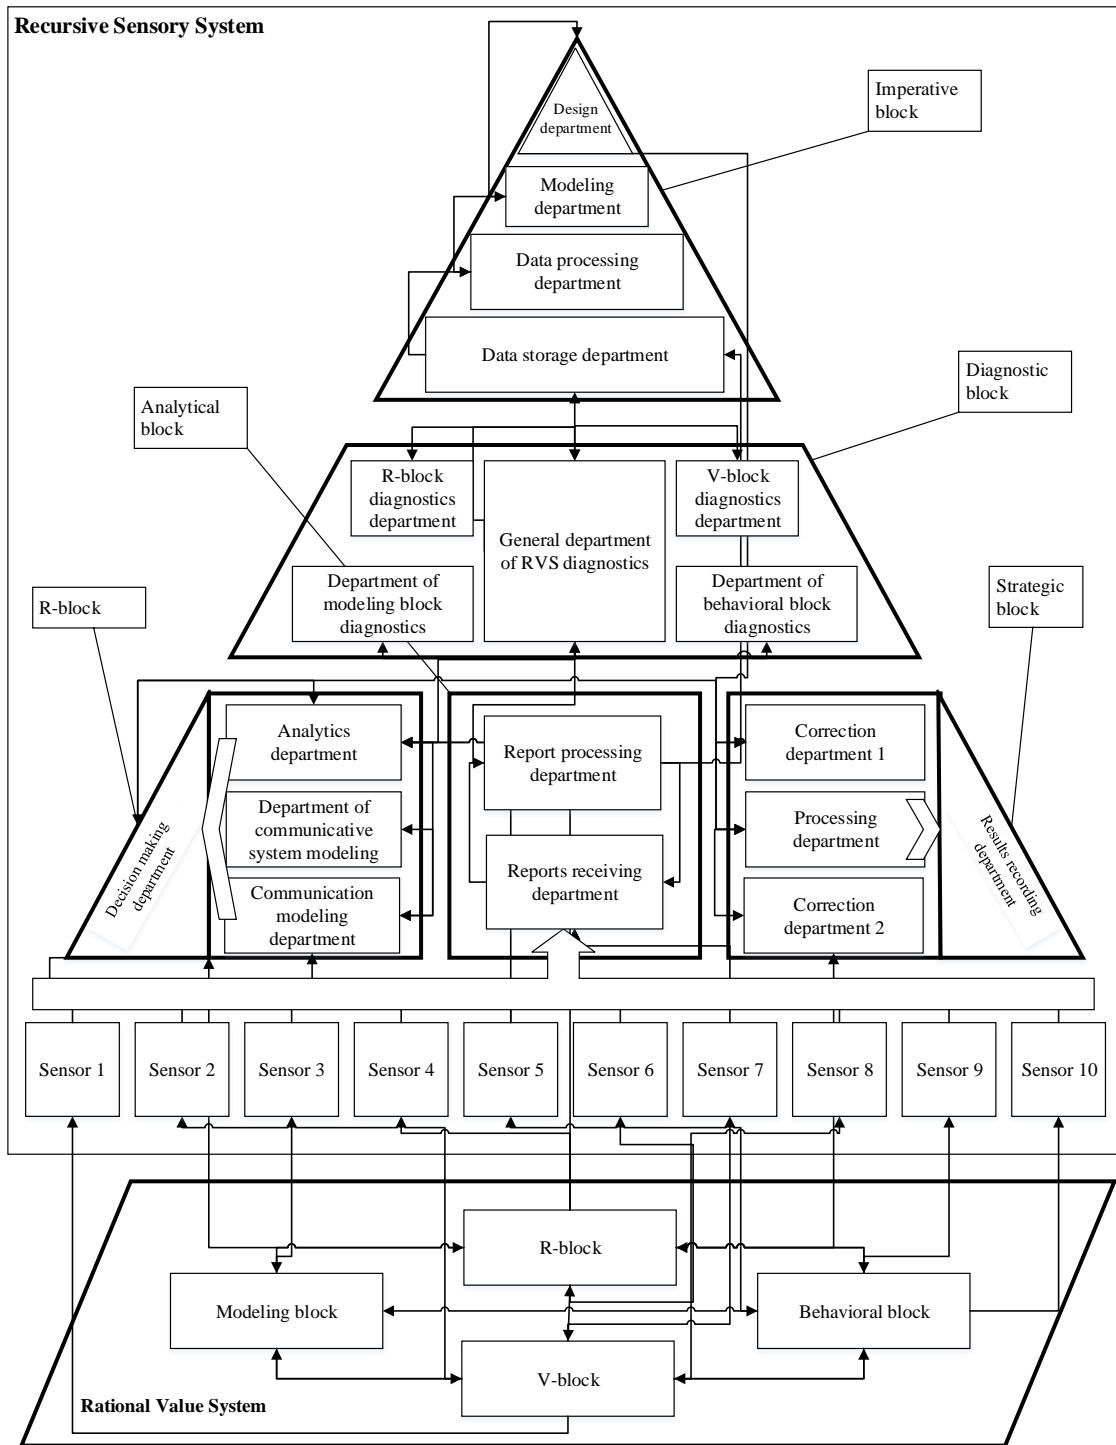 Recursive Sensory System
Imperative
block
Design
department
Modeling
department
Data processing
department
Data storage department
Diagnostic
block
Analytical
block
R-block
diagnostics
department
General department
of RVS diagnostics
V-block
diagnostics
department
Department of
modeling block
diagnostics
Department of
behavioral block
diagnostics
R-block
Strategic
block
Decision making
department
Analytics
department
Department of
communicative
system modeling
Communication
modeling
department
Report processing
department
Reports receiving
department
Correction
department 1
Processing
department
Correction
department 2
Results recording
department
Sensor 1
Sensor 2
Sensor 3
Sensor 4
Sensor 5
Sensor 6
Sensor 7
Sensor 8
Sensor 9
Sensor 10
R-block
Modeling block
Behavioral block
V-block
Rational Value System